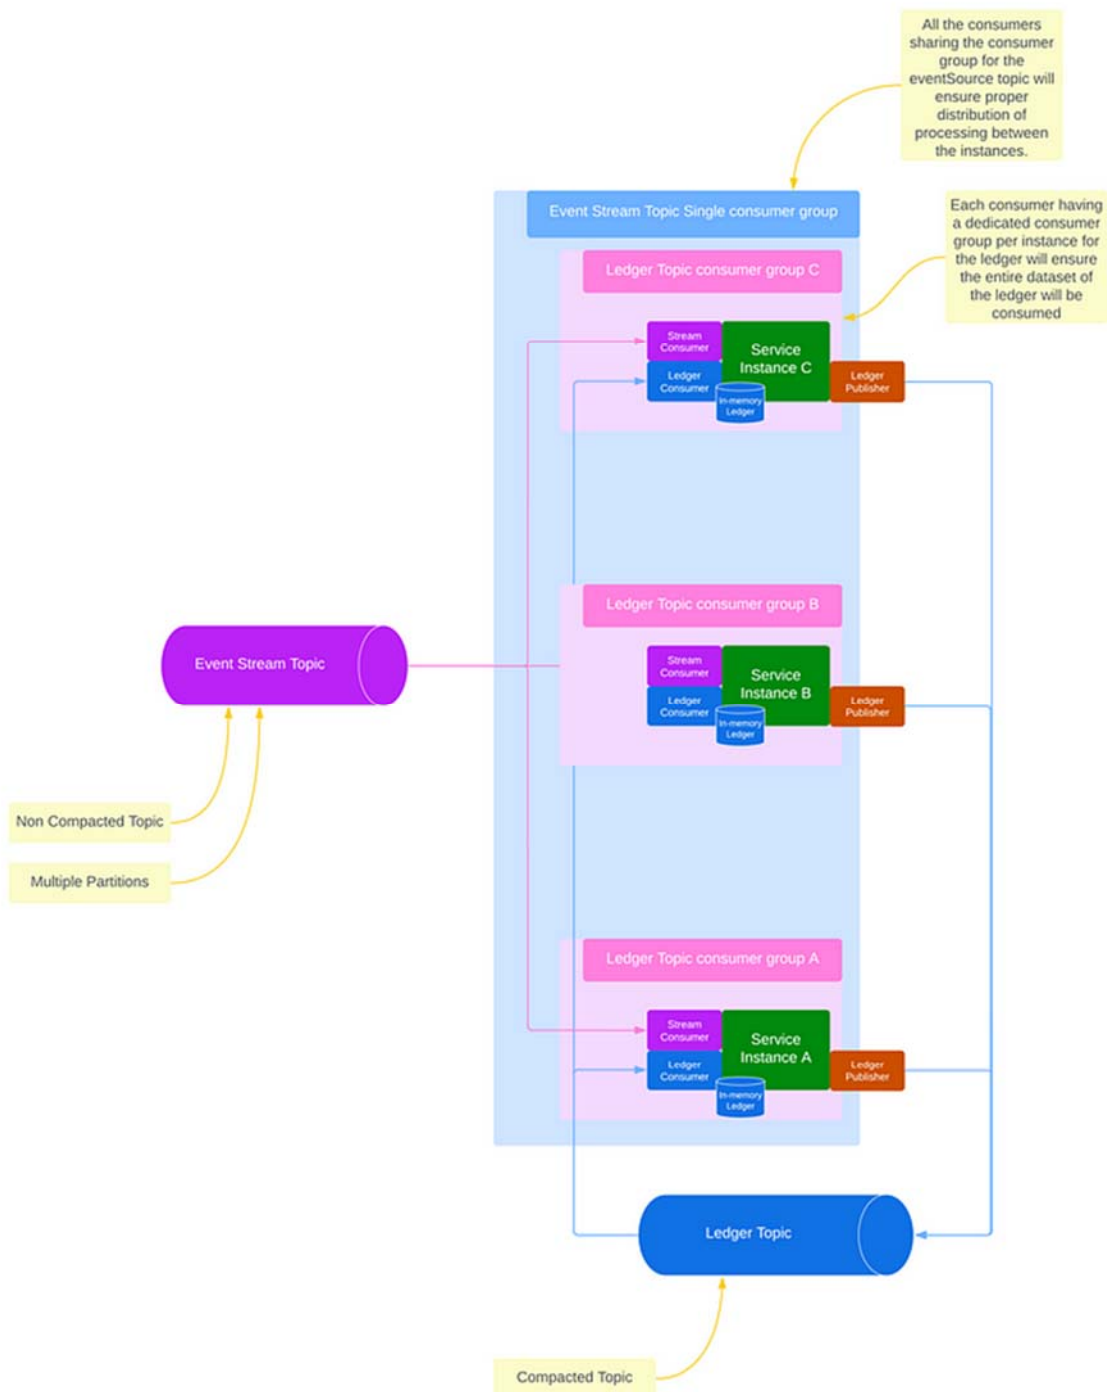 All the consumers
sharing the consumer
group for the
eventSource topic will
ensure proper
distribution of
processing between
the instances.
Event Stream Topic Single consumer group
Each consumer having
a dedicated consumer
group per instance for
the ledger will ensure
the entire dataset of
the ledger will be
consumed
Ledger Topic consumer group C
Stream
Consumer
Service
Instance C
Ledger
Consumer
Ledger
Publisher
In-memory
Ledger
Ledger Topic consumer group B
Event Stream Topic
Stream
Consumer
Service
Instance B
Ledger
Consumer
Ledger
Publisher
In-memory
Ledger
Non Compacted Topic
Multiple Partitions
Ledger Topic consumer group A
Stream
Consumer
Service
Instance A
Ledger
Consumer
Ledger
Publisher
In-memory
Ledger
Ledger Topic
Compacted Topic